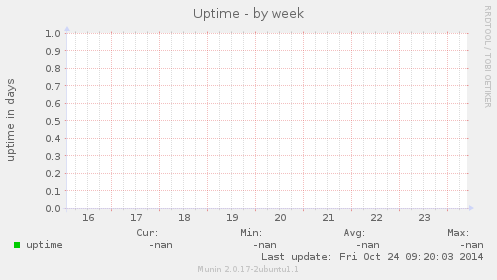 Uptime - by week
RRDTOOL / TOBI OETIKER
uptime in days
1.0
0.9
0.8
0.7
0.6
0.5
0.4
0.3
0.2
0.1
0.0
16 17 18 19 20 21 22 23
Cur: Min: Avg: Max:
uptime -nan -nan -nan -nan
Last update: Fri Oct 24 09:20:03 2014
Munin 2.0.17-2ubuntu1.1